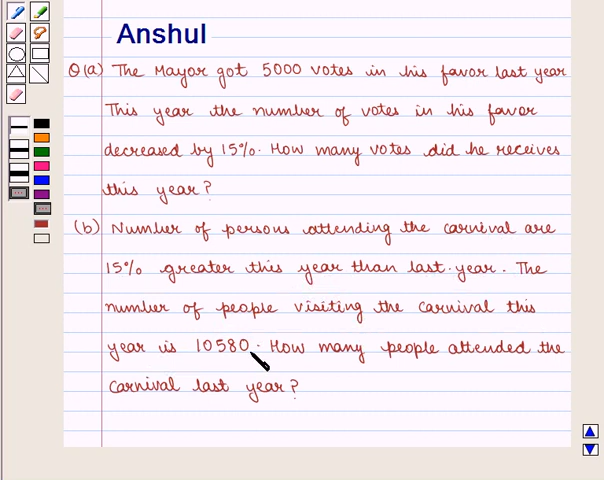 Anshul
Q(a) The Mayor got 5000 votes in his favor last year
This year the number of votes in his favor
decreased by 15%. How many votes did he receives
this year?
(b) Number of persons attending the carnival are
15% greater this year than last year. The
number of people visiting the carnival this
year is 10580. How many people attended the
carnival last year?